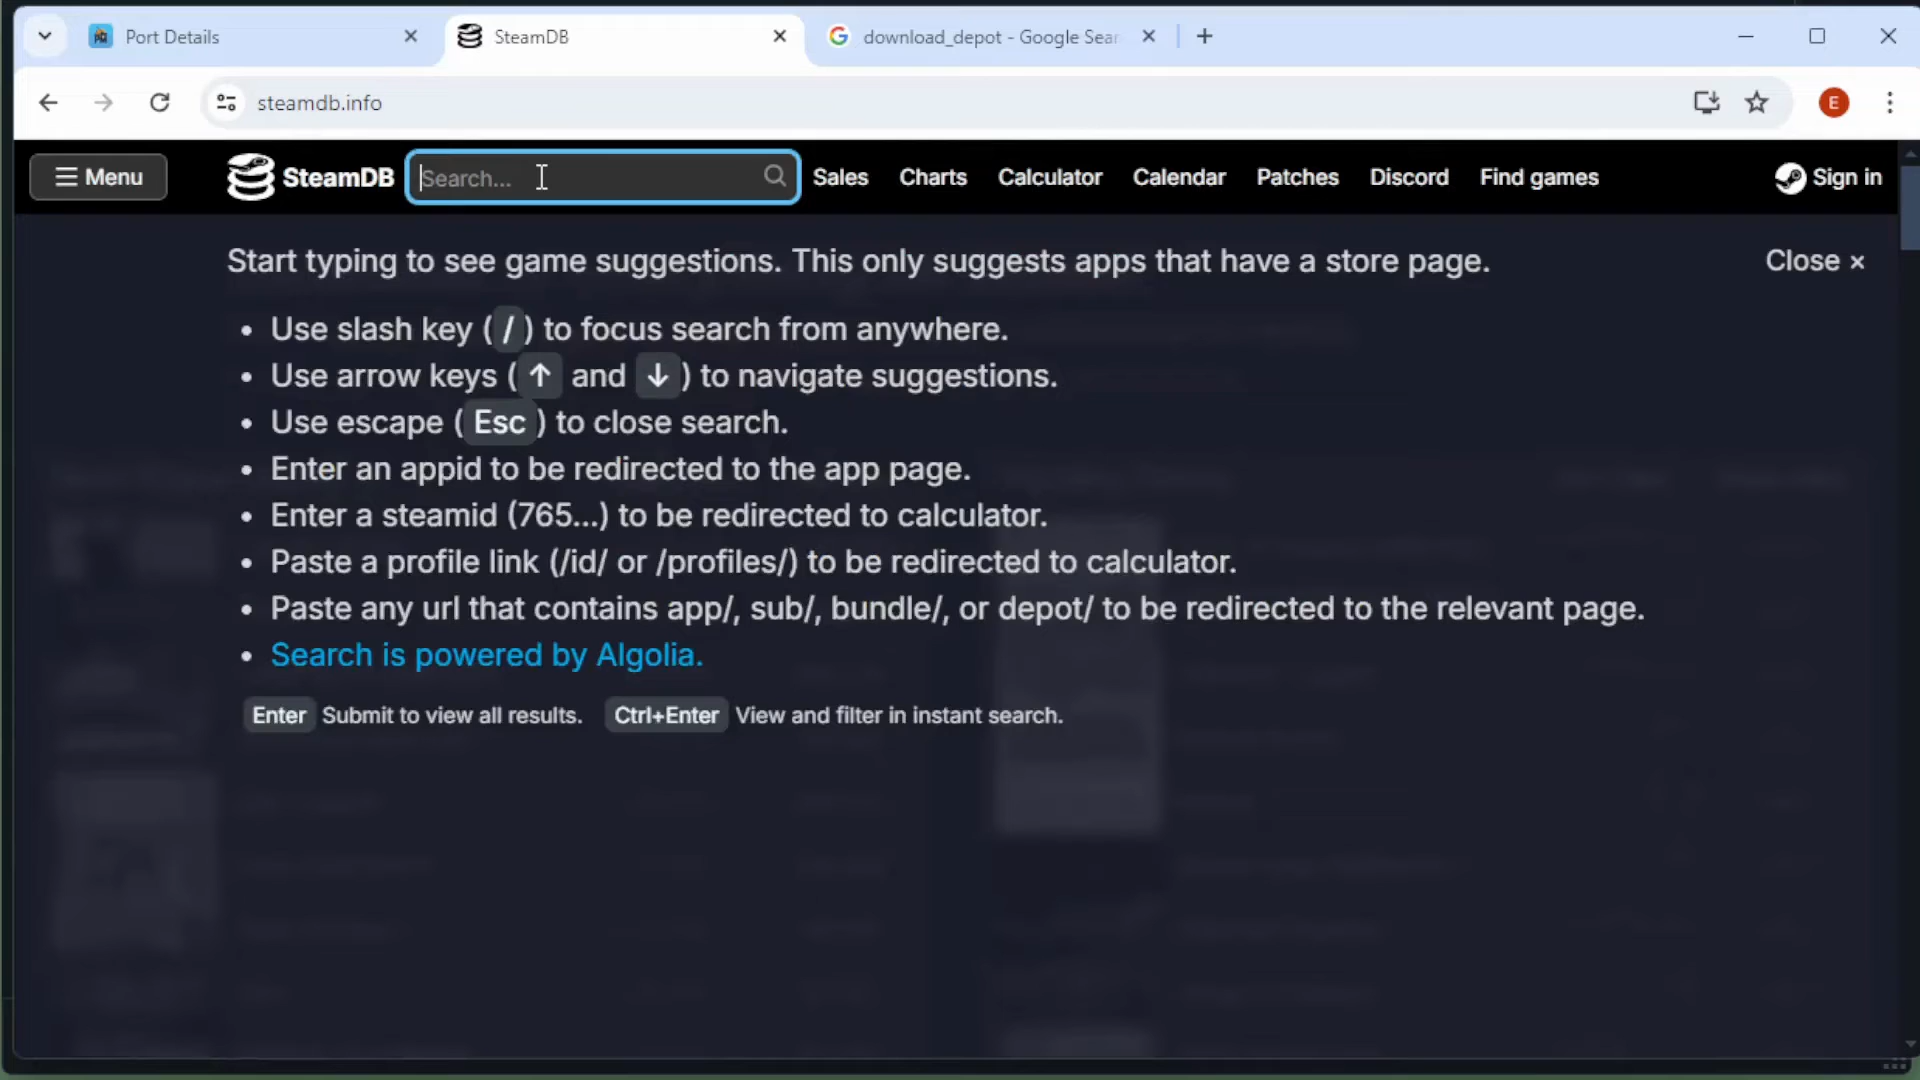 Port Details
SteamDB
download_depot - Google Sear
steamdb.info
E
Menu
SteamDB
Search...
Sales
Charts
Calculator
Calendar
Patches
Discord
Find games
Sign in
Start typing to see game suggestions. This only suggests apps that have a store page.
Close ×
• Use slash key ( / ) to focus search from anywhere.
• Use arrow keys ( ↑ and ↓ ) to navigate suggestions.
• Use escape ( Esc ) to close search.
• Enter an appid to be redirected to the app page.
• Enter a steamid (765...) to be redirected to calculator.
• Paste a profile link (/id/ or /profiles/) to be redirected to calculator.
• Paste any url that contains app/, sub/, bundle/, or depot/ to be redirected to the relevant page.
• Search is powered by Algolia.
Enter Submit to view all results. Ctrl+Enter View and filter in instant search.